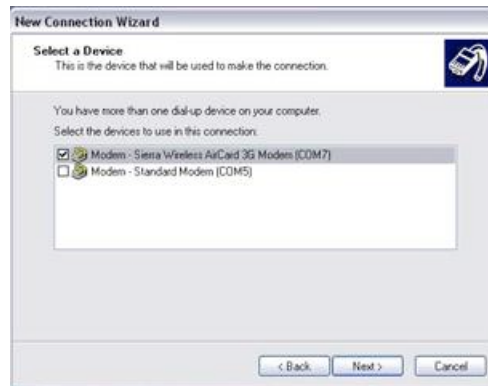 New Connection Wizard
Select a Device
This is the device that will be used to make the connection.
You have more than one dial-up device on your computer.
Select the devices to use in this connection:
Modem - Sierra Wireless AirCard 3G Modem (COM7)
Modem - Standard Modem (COM5)
< Back
Next >
Cancel